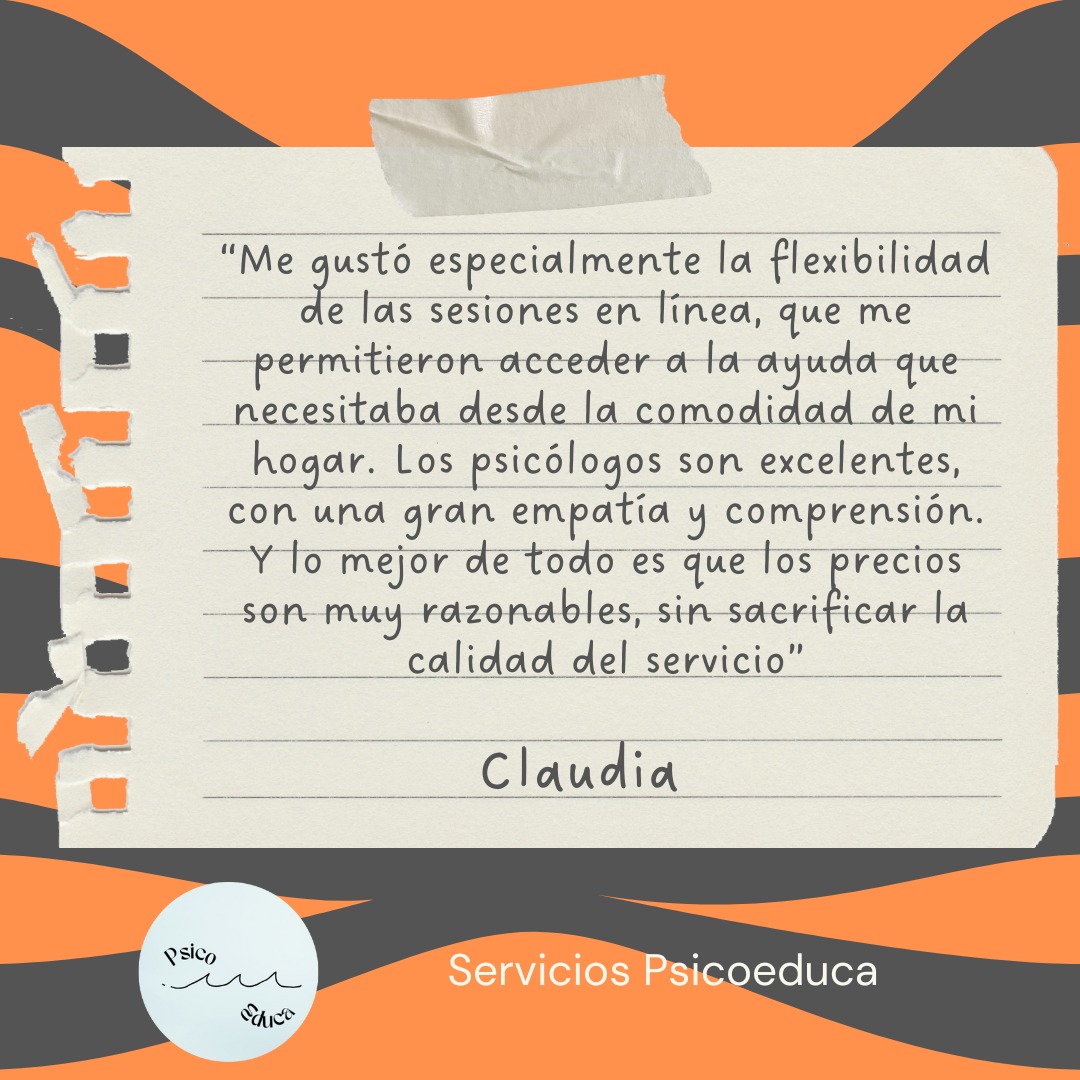 “Me gustó especialmente la flexibilidad
de las sesiones en línea, que me
permitieron acceder a la ayuda que
necesitaba desde la comodidad de mi
hogar. Los psicólogos son excelentes,
con una gran empatía y comprensión.
Y lo mejor de todo es que los precios
son muy razonables, sin sacrificar la
calidad del servicio”
Claudia
Psico
Educa
Servicios Psicoeduca